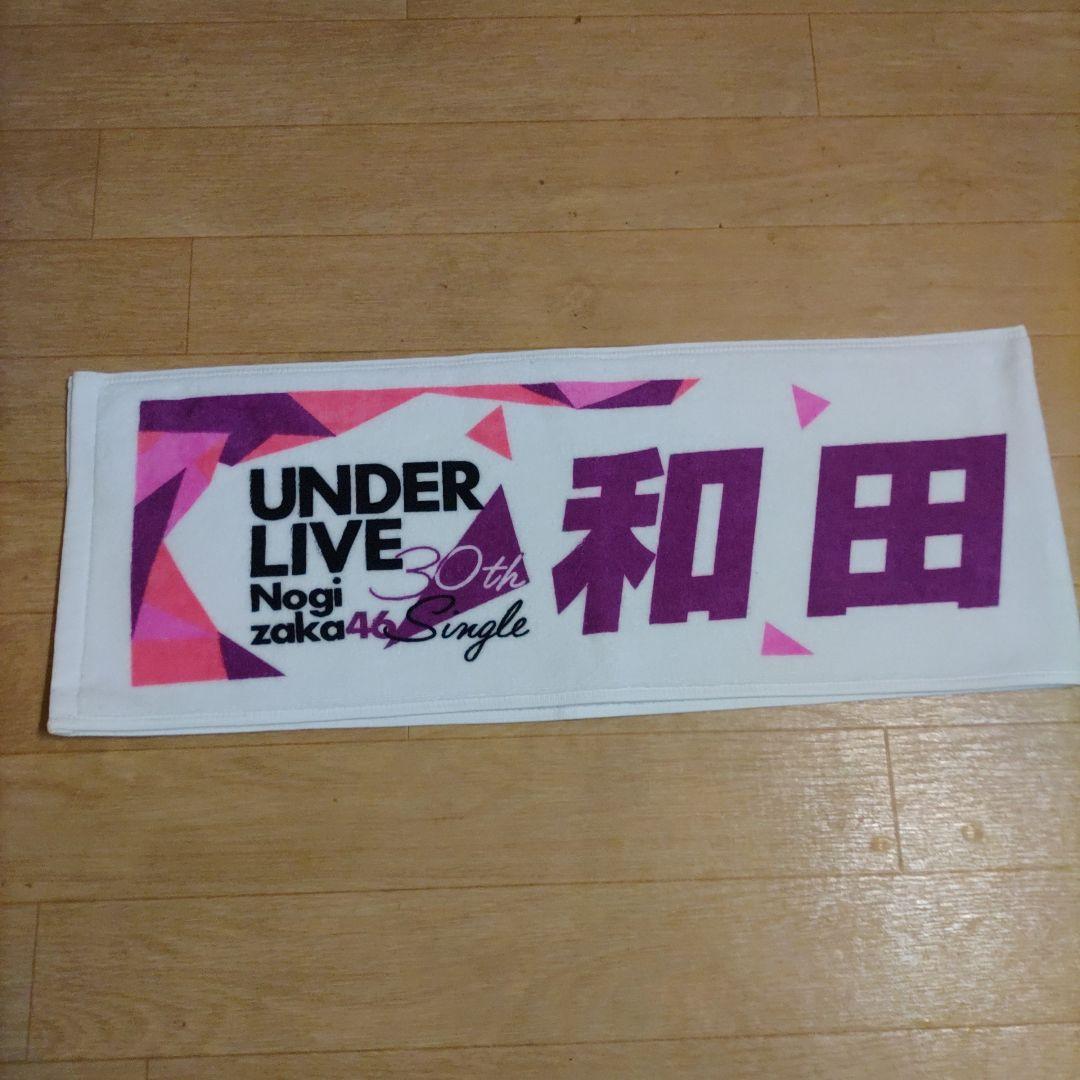 UNDER
LIVE
30th
Nogi
zaka46 Single
和田